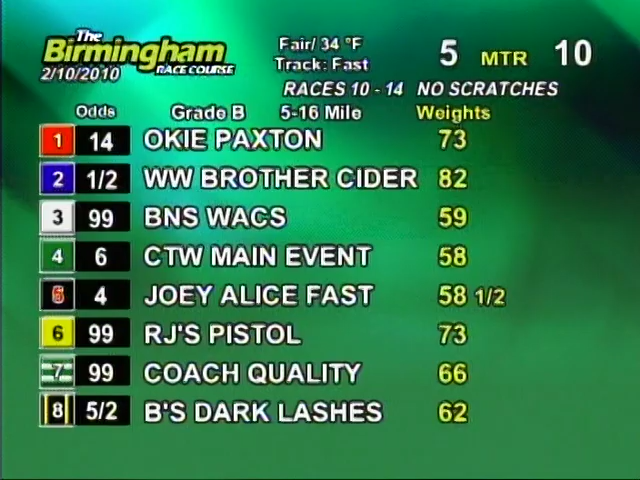 The
Birmingham
RACE COURSE
2/10/2010
Fair/ 34 °F
Track: Fast
5 MTR 10
RACES 10 - 14 NO SCRATCHES
Odds Grade B 5-16 Mile Weights
1 14 OKIE PAXTON 73
2 1/2 WW BROTHER CIDER 82
3 99 BNS WACS 59
4 6 CTW MAIN EVENT 58
5 4 JOEY ALICE FAST 58 1/2
6 99 RJ'S PISTOL 73
7 99 COACH QUALITY 66
8 5/2 B'S DARK LASHES 62